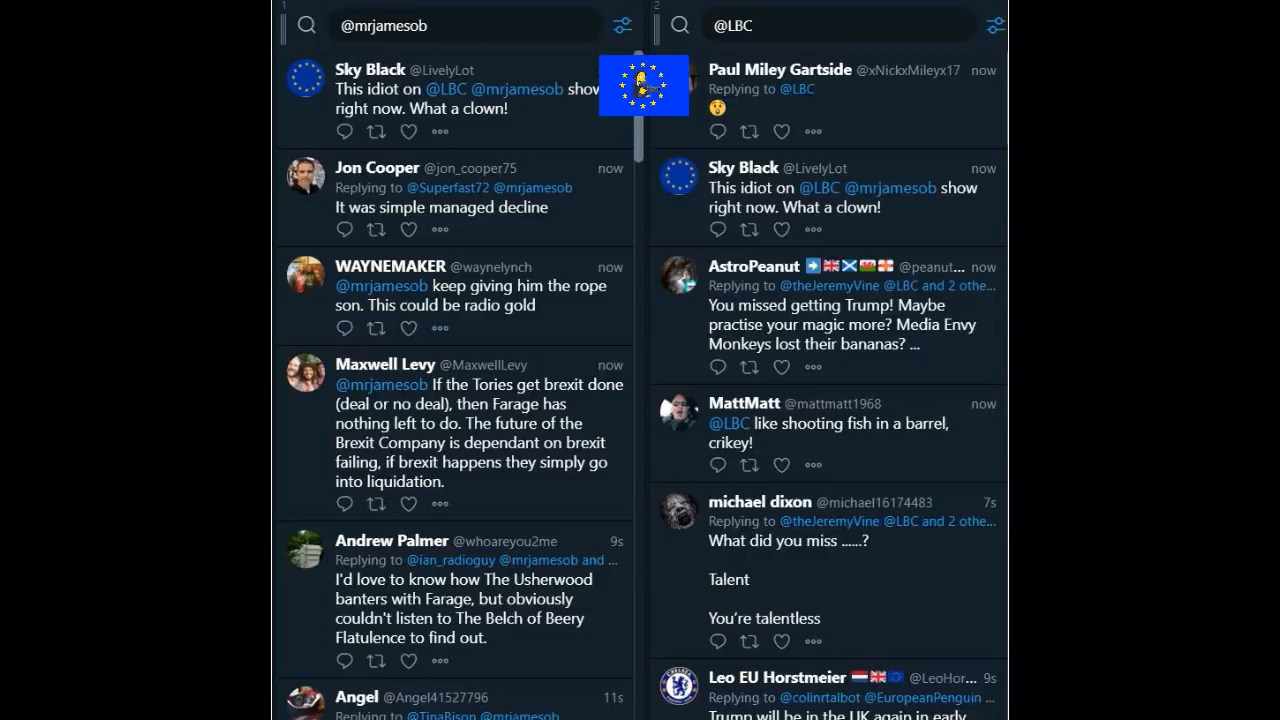 1
@mrjamesob
Sky Black @LivelyLot
This idiot on @LBC @mrjamesob show
right now. What a clown!
Jon Cooper @jon_cooper75 now
Replying to @Superfast72 @mrjamesob
It was simple managed decline
WAYNEMAKER @waynelynch now
@mrjamesob keep giving him the rope
son. This could be radio gold
Maxwell Levy @MaxwellLevy now
@mrjamesob If the Tories get brexit done
(deal or no deal), then Farage has
nothing left to do. The future of the
Brexit Company is dependant on brexit
failing, if brexit happens they simply go
into liquidation.
Andrew Palmer @whoareyou2me 9s
Replying to @ian_radioguy @mrjamesob and ...
I'd love to know how The Usherwood
banters with Farage, but obviously
couldn't listen to The Belch of Beery
Flatulence to find out.
Angel @Angel41527796 11s
Replying to @TinaBison @mrjamesob
2
@LBC
Paul Miley Gartside @xNickxMileyx17 now
Replying to @LBC
😲
Sky Black @LivelyLot now
This idiot on @LBC @mrjamesob show
right now. What a clown!
AstroPeanut ➡️🇬🇧🏴󠁧󠁢󠁳󠁣󠁴󠁿🏴󠁧󠁢󠁷󠁬󠁳󠁿🏴󠁧󠁢󠁥󠁮󠁧󠁿 @peanut... now
Replying to @theJeremyVine @LBC and 2 othe...
You missed getting Trump! Maybe
practise your magic more? Media Envy
Monkeys lost their bananas? ...
MattMatt @mattmatt1968 now
@LBC like shooting fish in a barrel,
crikey!
michael dixon @michael16174483 7s
Replying to @theJeremyVine @LBC and 2 othe...
What did you miss ......?
Talent
You’re talentless
Leo EU Horstmeier 🇳🇱🇬🇧🇪🇺 @LeoHor... 9s
Replying to @colinrtalbot @EuropeanPenguin ...
Trump will be in the UK again in early